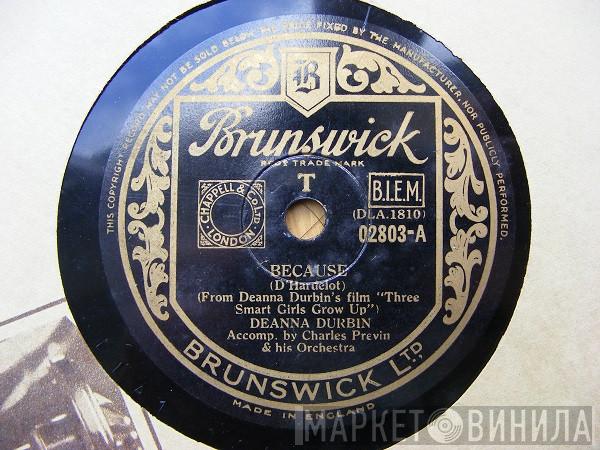 THIS COPYRIGHT RECORD MAY NOT BE SOLD BELOW THE PRICE FIXED BY THE MANUFACTURER, NOR PUBLICLY PERFORMED.
B
Brunswick
TRADE MARK
T
CHAPPELL & CO. LTD.
LONDON
B.I.E.M.
(DLA.1810)
02803-A
BECAUSE
(D'Hardelot)
(From Deanna Durbin's film "Three
Smart Girls Grow Up")
DEANNA DURBIN
Accomp. by Charles Previn
& his Orchestra
BRUNSWICK LTD.,
MADE IN ENGLAND
МАРКЕТ ВИНИЛА